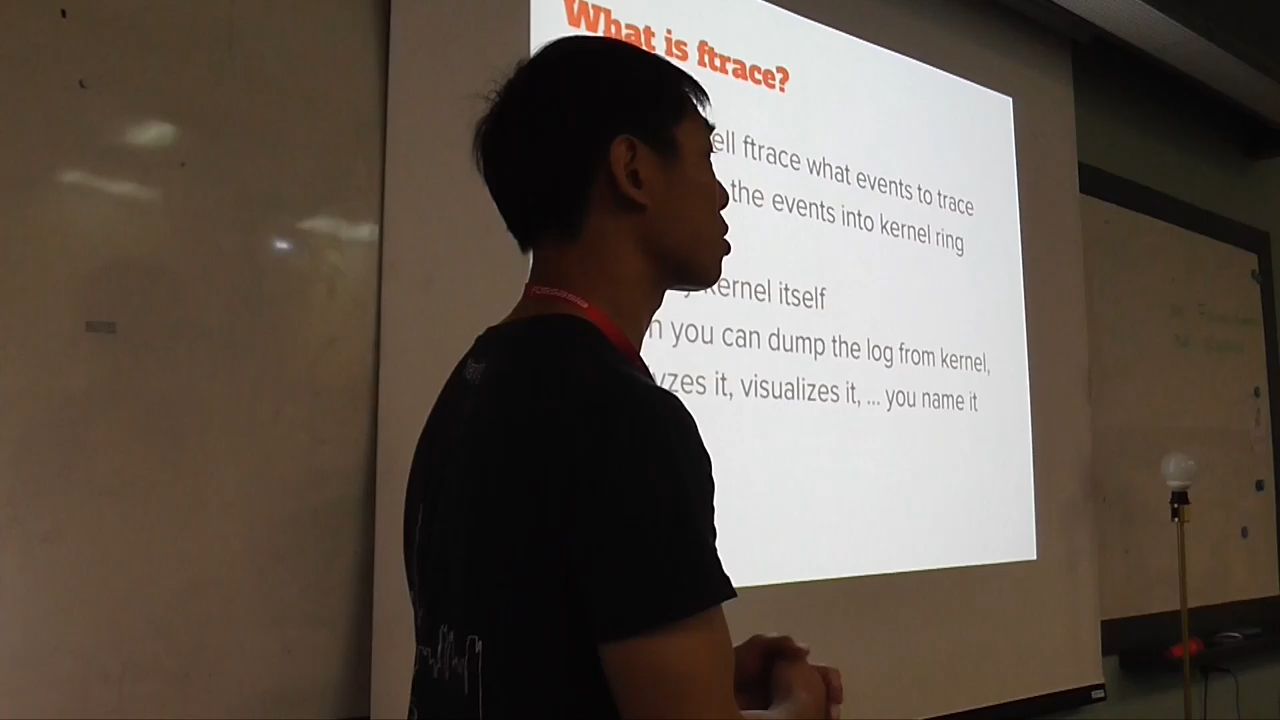 What is ftrace?
ell ftrace what events to trace
the events into kernel ring
kernel itself
n you can dump the log from kernel,
yzes it, visualizes it, ... you name it
fossasia